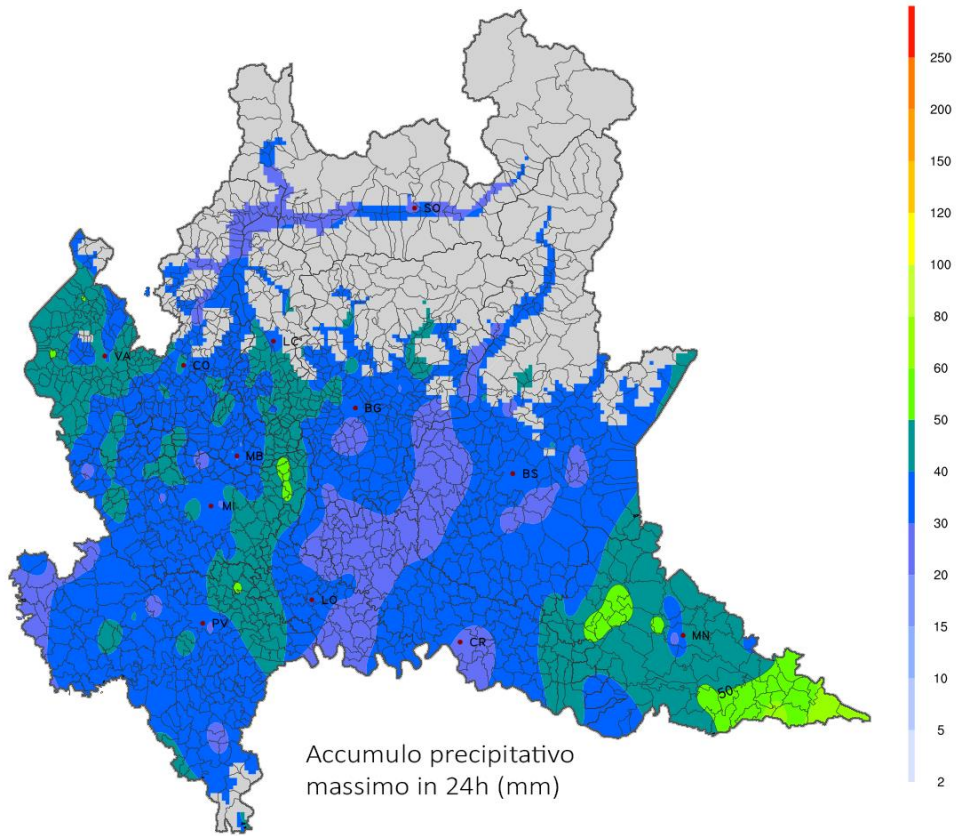 250
200
150
120
100
80
60
50
40
30
20
15
10
5
2
SO
VA
CO
LC
BG
MB
BS
MI
LO
PV
CR
MN
50
Accumulo precipitativo
massimo in 24h (mm)